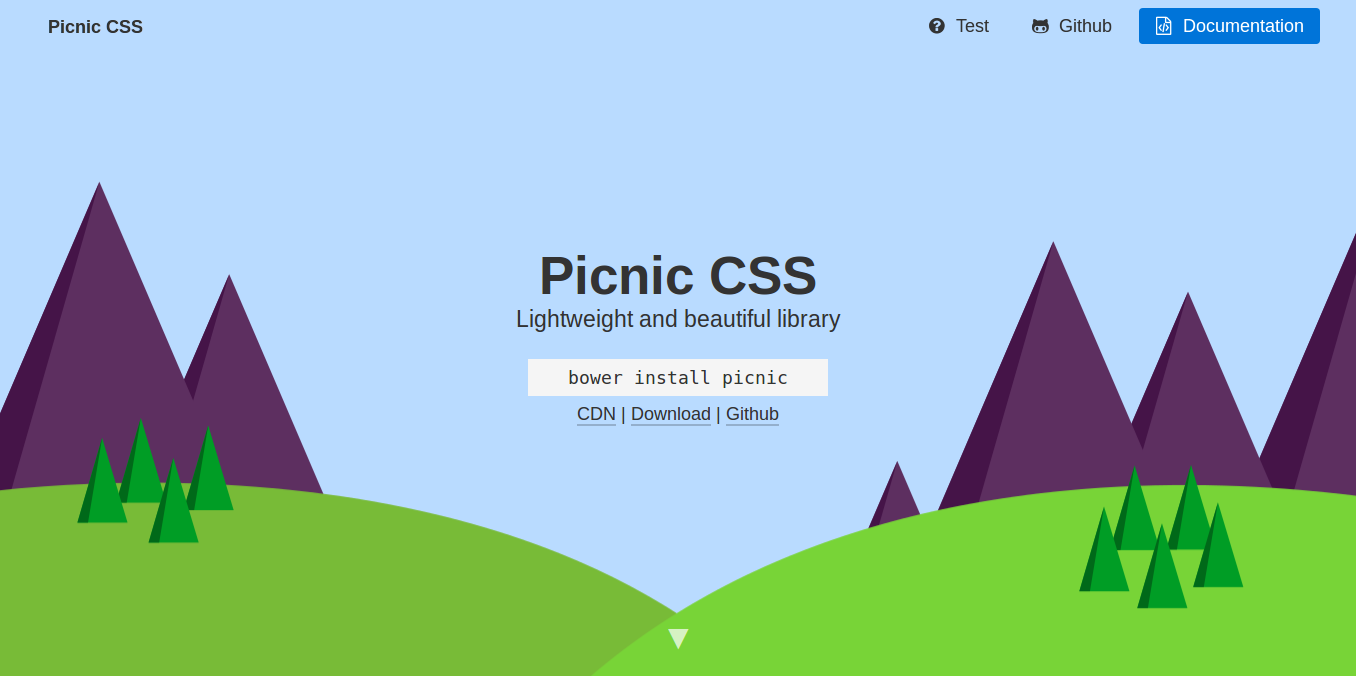 Picnic CSS
Test
Github
Documentation
Picnic CSS
Lightweight and beautiful library
bower install picnic
CDN | Download | Github